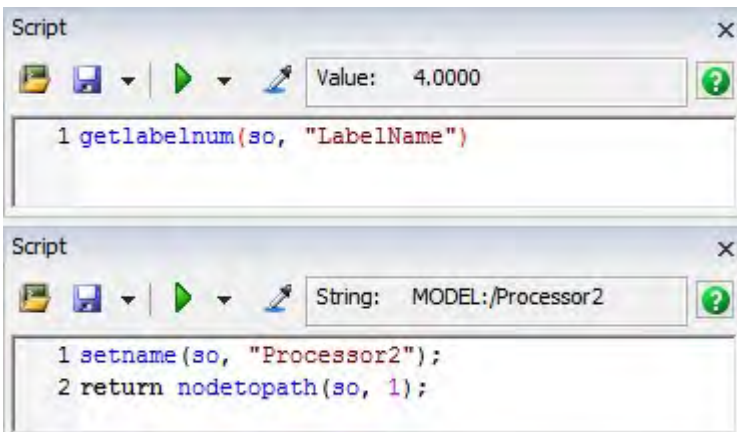 Script
Value: 4.0000
1 getlabelnum(so, "LabelName")
Script
String: MODEL:/Processor2
1 setname(so, "Processor2");
2 return nodetopath(so, 1);